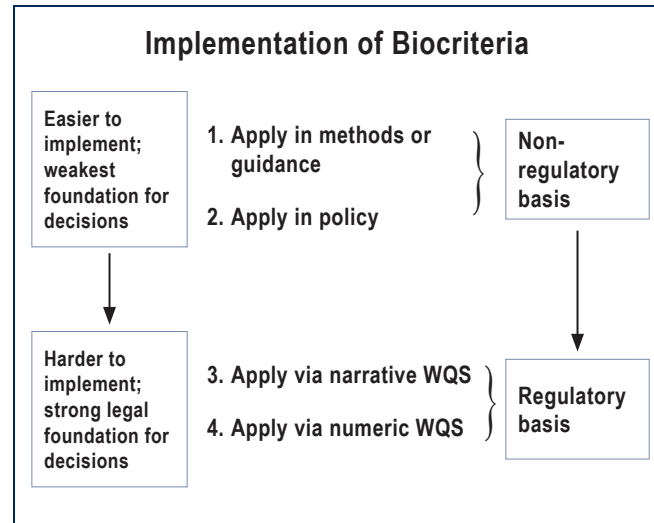 Implementation of Biocriteria
Easier to
implement;
weakest
foundation for
decisions
1. Apply in methods or
guidance
2. Apply in policy
Non-
regulatory
basis
Harder to
implement;
strong legal
foundation for
decisions
3. Apply via narrative WQS
4. Apply via numeric WQS
Regulatory
basis